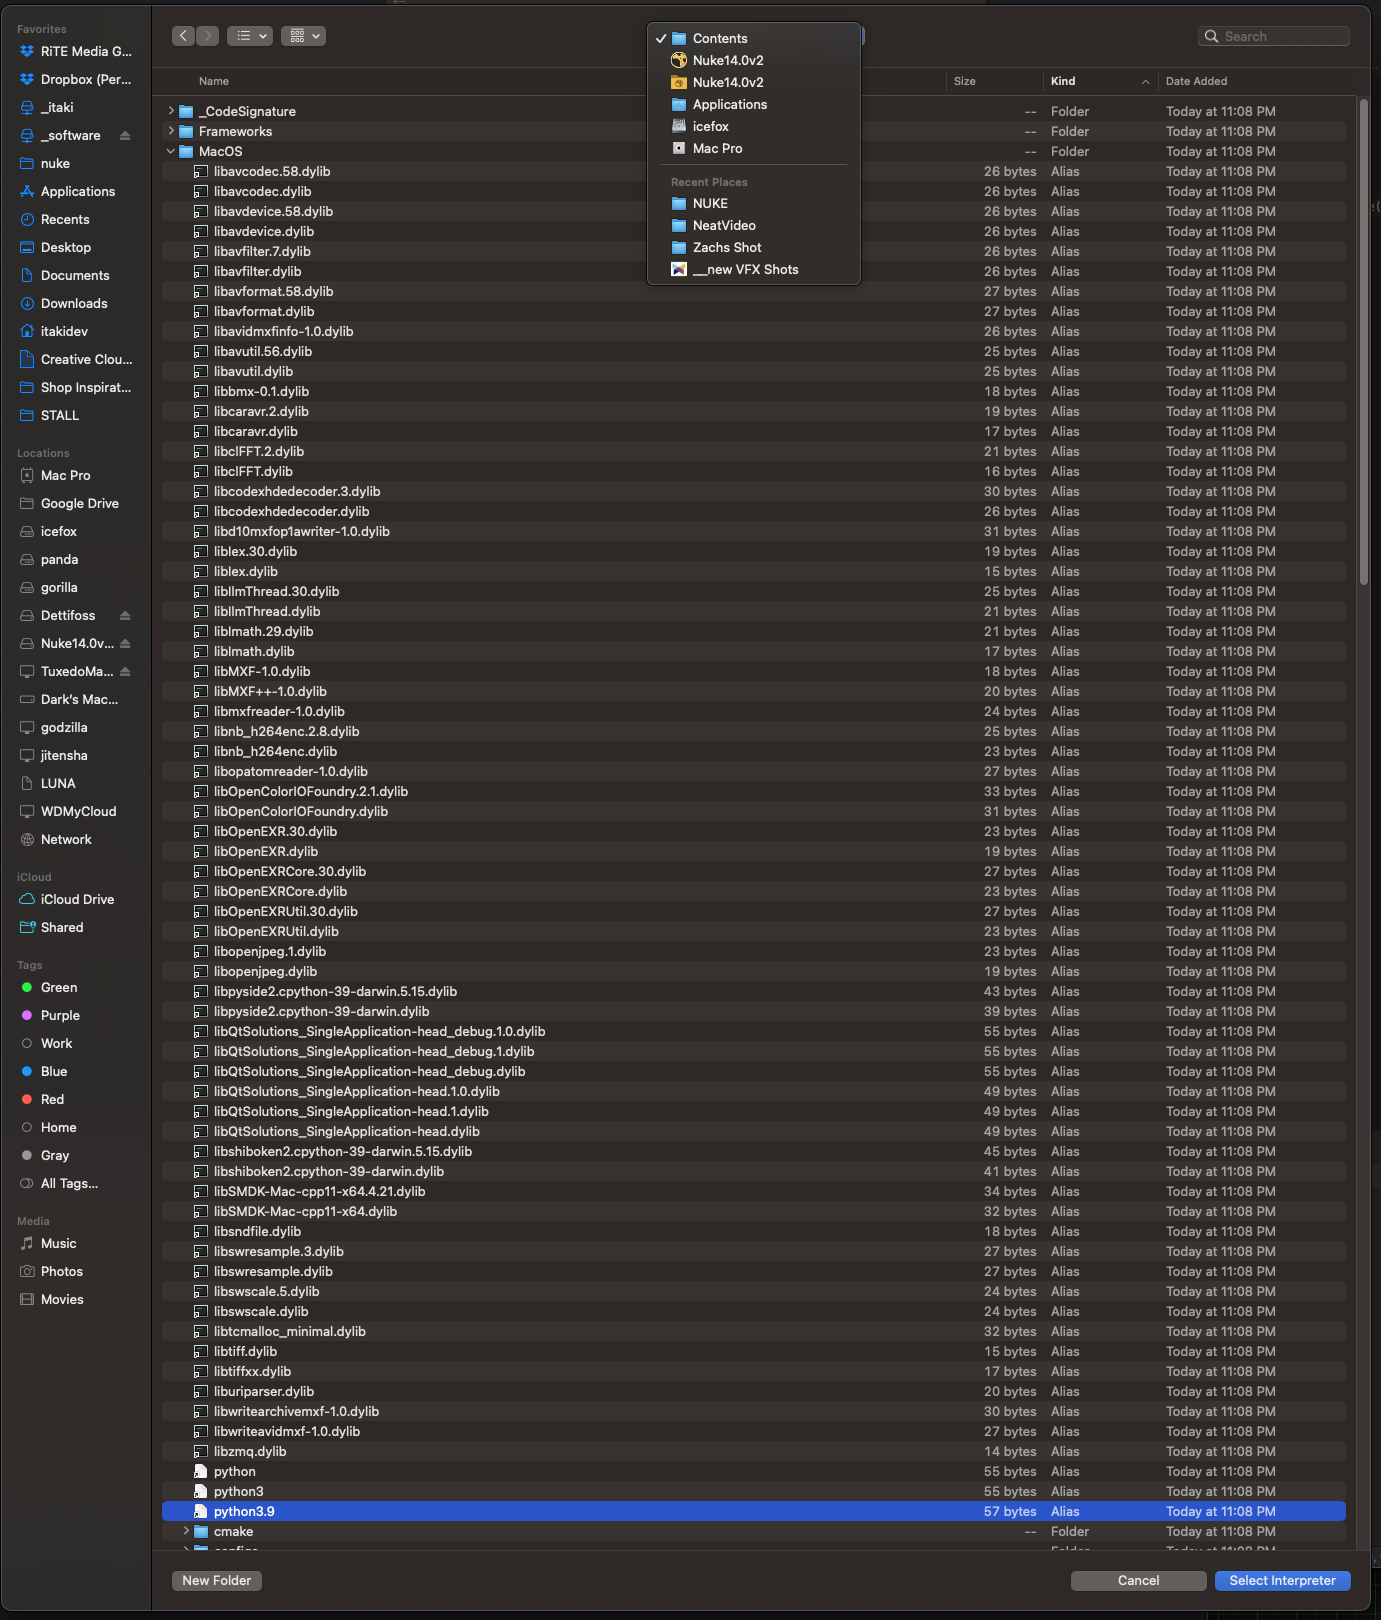 Favorites
RiTE Media G...
Dropbox (Per...
_itaki
_software
nuke
Applications
Recents
Desktop
Documents
Downloads
itakidev
Creative Clou...
Shop Inspirat...
STALL
Locations
Mac Pro
Google Drive
icefox
panda
gorilla
Dettifoss
Nuke14.0v...
TuxedoMa...
Dark's Mac...
godzilla
jitensha
LUNA
WDMyCloud
Network
iCloud
iCloud Drive
Shared
Tags
Green
Purple
Work
Blue
Red
Home
Gray
All Tags...
Media
Music
Photos
Movies
Contents
Nuke14.0v2
Nuke14.0v2
Applications
icefox
Mac Pro
Recent Places
NUKE
NeatVideo
Zachs Shot
__new VFX Shots
Search
Name Size Kind Date Added
_CodeSignature -- Folder Today at 11:08 PM
Frameworks -- Folder Today at 11:08 PM
MacOS -- Folder Today at 11:08 PM
libavcodec.58.dylib 26 bytes Alias Today at 11:08 PM
libavcodec.dylib 26 bytes Alias Today at 11:08 PM
libavdevice.58.dylib 26 bytes Alias Today at 11:08 PM
libavdevice.dylib 26 bytes Alias Today at 11:08 PM
libavfilter.7.dylib 26 bytes Alias Today at 11:08 PM
libavfilter.dylib 26 bytes Alias Today at 11:08 PM
libavformat.58.dylib 27 bytes Alias Today at 11:08 PM
libavformat.dylib 27 bytes Alias Today at 11:08 PM
libavidmxfinfo-1.0.dylib 26 bytes Alias Today at 11:08 PM
libavutil.56.dylib 25 bytes Alias Today at 11:08 PM
libavutil.dylib 25 bytes Alias Today at 11:08 PM
libbmx-0.1.dylib 18 bytes Alias Today at 11:08 PM
libcaravr.2.dylib 19 bytes Alias Today at 11:08 PM
libcaravr.dylib 17 bytes Alias Today at 11:08 PM
libclFFT.2.dylib 21 bytes Alias Today at 11:08 PM
libclFFT.dylib 16 bytes Alias Today at 11:08 PM
libcodexhdedecoder.3.dylib 30 bytes Alias Today at 11:08 PM
libcodexhdedecoder.dylib 26 bytes Alias Today at 11:08 PM
libd10mxfop1awriter-1.0.dylib 31 bytes Alias Today at 11:08 PM
liblex.30.dylib 19 bytes Alias Today at 11:08 PM
liblex.dylib 15 bytes Alias Today at 11:08 PM
libllmThread.30.dylib 25 bytes Alias Today at 11:08 PM
libllmThread.dylib 21 bytes Alias Today at 11:08 PM
liblmath.29.dylib 21 bytes Alias Today at 11:08 PM
liblmath.dylib 17 bytes Alias Today at 11:08 PM
libMXF-1.0.dylib 18 bytes Alias Today at 11:08 PM
libMXF++-1.0.dylib 20 bytes Alias Today at 11:08 PM
libmxfreader-1.0.dylib 24 bytes Alias Today at 11:08 PM
libnb_h264enc.2.8.dylib 25 bytes Alias Today at 11:08 PM
libnb_h264enc.dylib 23 bytes Alias Today at 11:08 PM
libopatomreader-1.0.dylib 27 bytes Alias Today at 11:08 PM
libOpenColorIOFoundry.2.1.dylib 33 bytes Alias Today at 11:08 PM
libOpenColorIOFoundry.dylib 31 bytes Alias Today at 11:08 PM
libOpenEXR.30.dylib 23 bytes Alias Today at 11:08 PM
libOpenEXR.dylib 19 bytes Alias Today at 11:08 PM
libOpenEXRCore.30.dylib 27 bytes Alias Today at 11:08 PM
libOpenEXRCore.dylib 23 bytes Alias Today at 11:08 PM
libOpenEXRUtil.30.dylib 27 bytes Alias Today at 11:08 PM
libOpenEXRUtil.dylib 23 bytes Alias Today at 11:08 PM
libopenjpeg.1.dylib 23 bytes Alias Today at 11:08 PM
libopenjpeg.dylib 19 bytes Alias Today at 11:08 PM
libpyside2.cpython-39-darwin.5.15.dylib 43 bytes Alias Today at 11:08 PM
libpyside2.cpython-39-darwin.dylib 39 bytes Alias Today at 11:08 PM
libQtSolutions_SingleApplication-head_debug.1.0.dylib 55 bytes Alias Today at 11:08 PM
libQtSolutions_SingleApplication-head_debug.1.dylib 55 bytes Alias Today at 11:08 PM
libQtSolutions_SingleApplication-head_debug.dylib 55 bytes Alias Today at 11:08 PM
libQtSolutions_SingleApplication-head.1.0.dylib 49 bytes Alias Today at 11:08 PM
libQtSolutions_SingleApplication-head.1.dylib 49 bytes Alias Today at 11:08 PM
libQtSolutions_SingleApplication-head.dylib 49 bytes Alias Today at 11:08 PM
libshiboken2.cpython-39-darwin.5.15.dylib 45 bytes Alias Today at 11:08 PM
libshiboken2.cpython-39-darwin.dylib 41 bytes Alias Today at 11:08 PM
libSMDK-Mac-cpp11-x64.4.21.dylib 34 bytes Alias Today at 11:08 PM
libSMDK-Mac-cpp11-x64.dylib 32 bytes Alias Today at 11:08 PM
libsndfile.dylib 18 bytes Alias Today at 11:08 PM
libswresample.3.dylib 27 bytes Alias Today at 11:08 PM
libswresample.dylib 27 bytes Alias Today at 11:08 PM
libswscale.5.dylib 24 bytes Alias Today at 11:08 PM
libswscale.dylib 24 bytes Alias Today at 11:08 PM
libtcmalloc_minimal.dylib 32 bytes Alias Today at 11:08 PM
libtiff.dylib 15 bytes Alias Today at 11:08 PM
libtiffxx.dylib 17 bytes Alias Today at 11:08 PM
liburiparser.dylib 20 bytes Alias Today at 11:08 PM
libwritearchivemxf-1.0.dylib 30 bytes Alias Today at 11:08 PM
libwriteavidmxf-1.0.dylib 27 bytes Alias Today at 11:08 PM
libzmq.dylib 14 bytes Alias Today at 11:08 PM
python 55 bytes Alias Today at 11:08 PM
python3 55 bytes Alias Today at 11:08 PM
python3.9 57 bytes Alias Today at 11:08 PM
cmake -- Folder Today at 11:08 PM
New Folder Cancel Select Interpreter